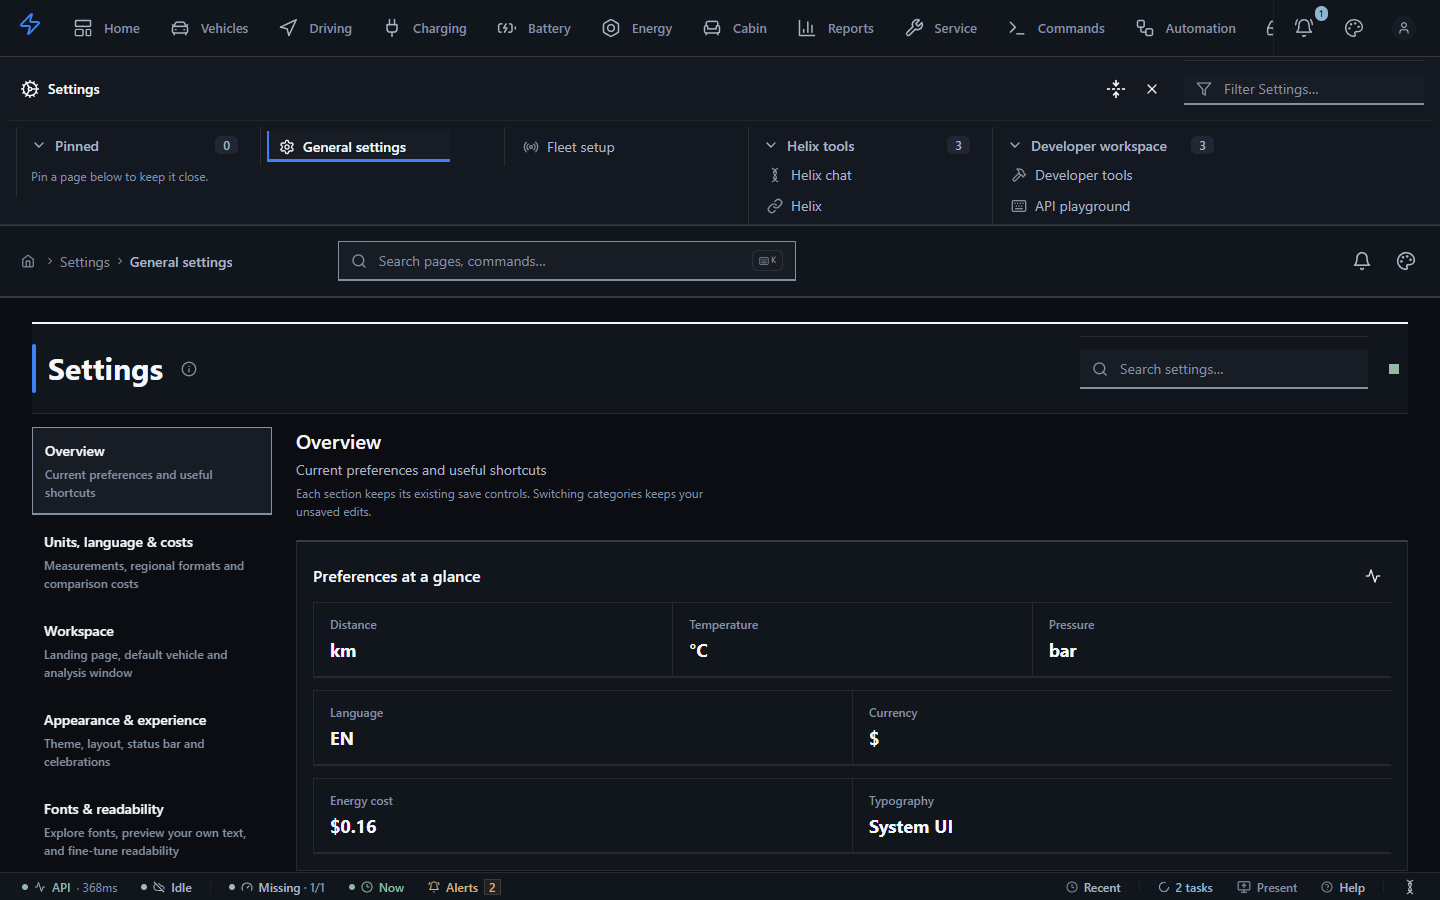 Home Vehicles Driving Charging Battery Energy Cabin Reports Service Commands Automation 1
Settings
Filter Settings...
Pinned 0
Pin a page below to keep it close.
General settings
Fleet setup
Helix tools 3
Helix chat
Helix
Developer workspace 3
Developer tools
API playground
Settings General settings
Search pages, commands... K
Settings
Search settings...
Overview
Current preferences and useful
shortcuts
Units, language & costs
Measurements, regional formats and
comparison costs
Workspace
Landing page, default vehicle and
analysis window
Appearance & experience
Theme, layout, status bar and
celebrations
Fonts & readability
Explore fonts, preview your own text,
and fine-tune readability
Overview
Current preferences and useful shortcuts
Each section keeps its existing save controls. Switching categories keeps your
unsaved edits.
Preferences at a glance
Distance
km
Temperature
°C
Pressure
bar
Language
EN
Currency
$
Energy cost
$0.16
Typography
System UI
API · 368ms Idle Missing · 1/1 Now Alerts 2 Recent 2 tasks Present Help